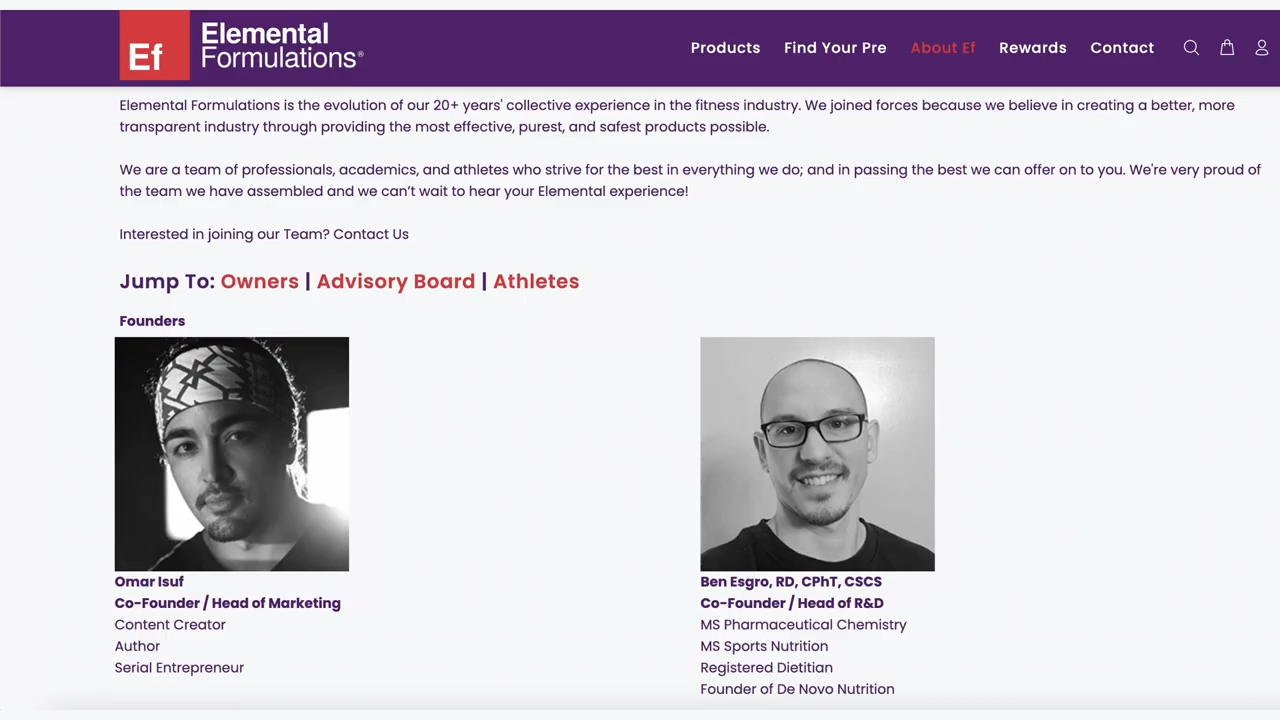 Ef
Elemental
Formulations®
Products Find Your Pre About Ef Rewards Contact
Elemental Formulations is the evolution of our 20+ years' collective experience in the fitness industry. We joined forces because we believe in creating a better, more
transparent industry through providing the most effective, purest, and safest products possible.
We are a team of professionals, academics, and athletes who strive for the best in everything we do; and in passing the best we can offer on to you. We're very proud of
the team we have assembled and we can’t wait to hear your Elemental experience!
Interested in joining our Team? Contact Us
Jump To: Owners | Advisory Board | Athletes
Founders
Omar Isuf
Co-Founder / Head of Marketing
Content Creator
Author
Serial Entrepreneur
Ben Esgro, RD, CPhT, CSCS
Co-Founder / Head of R&D
MS Pharmaceutical Chemistry
MS Sports Nutrition
Registered Dietitian
Founder of De Novo Nutrition